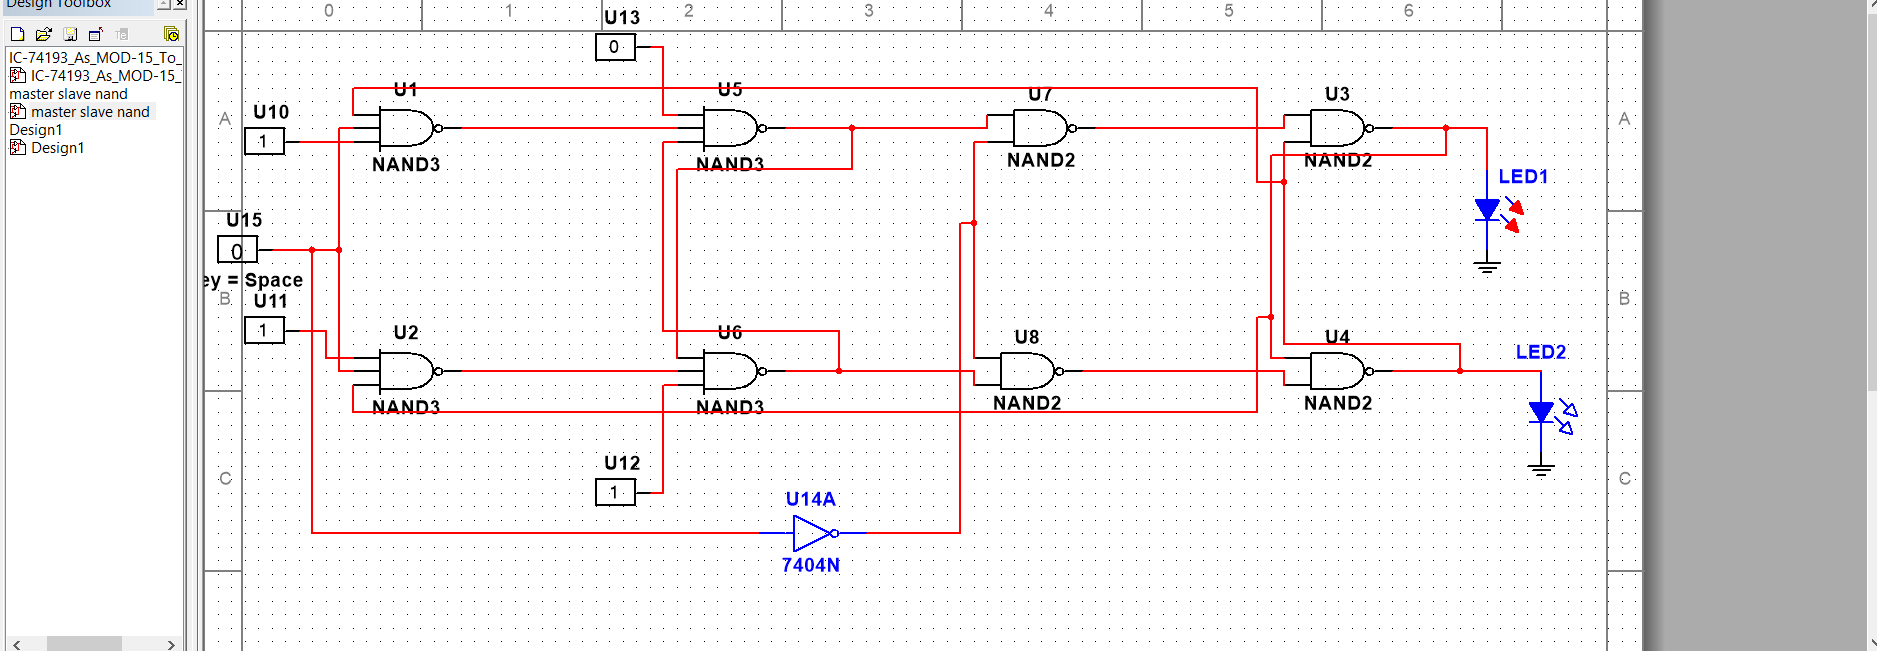 Design Toolbox
IC-74193_As_MOD-15_To_
IC-74193_As_MOD-15_
master slave nand
master slave nand
Design1
Design1
0 1 2 3 4 5 6
U13
0
U1 U5 U7 U3
A U10 A
1
NAND3 NAND3 NAND2 NAND2
LED1
U15
0
ey = Space
B U11 B
1
U2 U6 U8 U4
LED2
NAND3 NAND3 NAND2 NAND2
U12
C C
1
U14A
7404N